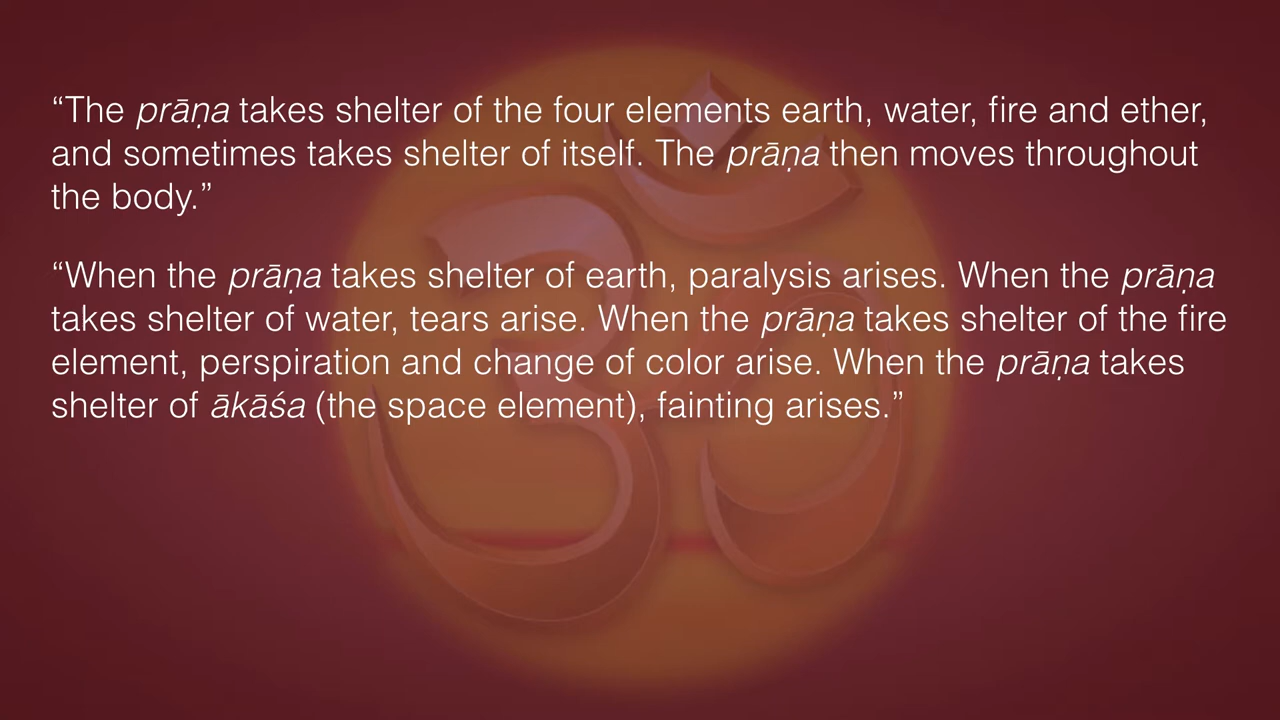 “The prāṇa takes shelter of the four elements earth, water, fire and ether,
and sometimes takes shelter of itself. The prāṇa then moves throughout
the body.”
“When the prāṇa takes shelter of earth, paralysis arises. When the prāṇa
takes shelter of water, tears arise. When the prāṇa takes shelter of the fire
element, perspiration and change of color arise. When the prāṇa takes
shelter of ākāśa (the space element), fainting arises.”
ॐ